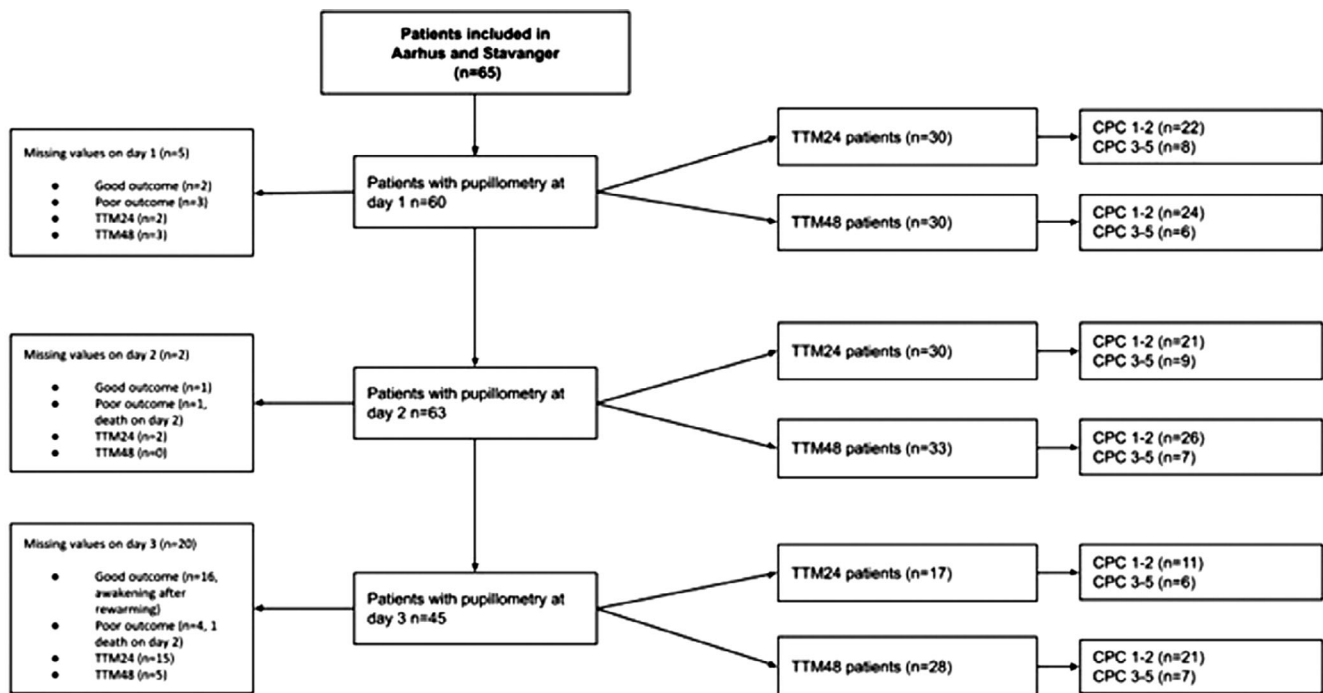 Patients included in
Aarhus and Stavanger
(n=65)
Missing values on day 1 (n=5)
● Good outcome (n=2)
● Poor outcome (n=3)
● TTM24 (n=2)
● TTM48 (n=3)
Patients with pupillometry at
day 1 n=60
TTM24 patients (n=30)
CPC 1-2 (n=22)
CPC 3-5 (n=8)
TTM48 patients (n=30)
CPC 1-2 (n=24)
CPC 3-5 (n=6)
Missing values on day 2 (n=2)
● Good outcome (n=1)
● Poor outcome (n=1,
death on day 2)
● TTM24 (n=2)
● TTM48 (n=0)
Patients with pupillometry at
day 2 n=63
TTM24 patients (n=30)
CPC 1-2 (n=21)
CPC 3-5 (n=9)
TTM48 patients (n=33)
CPC 1-2 (n=26)
CPC 3-5 (n=7)
Missing values on day 3 (n=20)
● Good outcome (n=16,
awakening after
rewarming)
● Poor outcome (n=4, 1
death on day 2)
● TTM24 (n=15)
● TTM48 (n=5)
Patients with pupillometry at
day 3 n=45
TTM24 patients (n=17)
CPC 1-2 (n=11)
CPC 3-5 (n=6)
TTM48 patients (n=28)
CPC 1-2 (n=21)
CPC 3-5 (n=7)